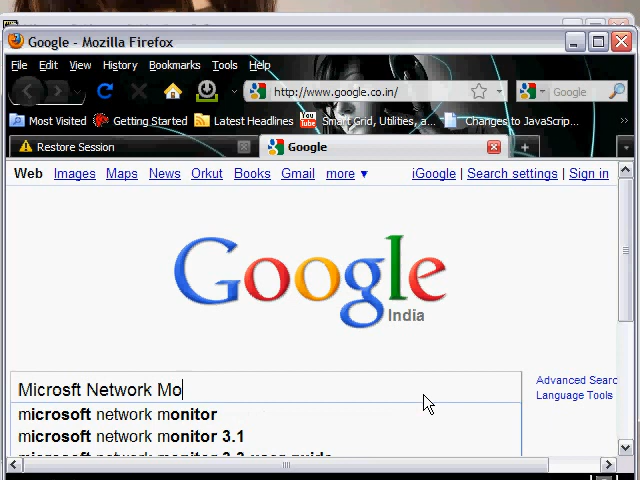 Google - Mozilla Firefox
File Edit View History Bookmarks Tools Help
http://www.google.co.in/ Google
Most Visited Getting Started Latest Headlines You Tube Smart Grid, Utilities, a... Changes to JavaScrip...
Restore Session Google
Web Images Maps News Orkut Books Gmail more ▼ iGoogle | Search settings | Sign in
Google
India
Microsft Network Mo
Advanced Searc
Language Tools
microsoft network monitor
microsoft network monitor 3.1